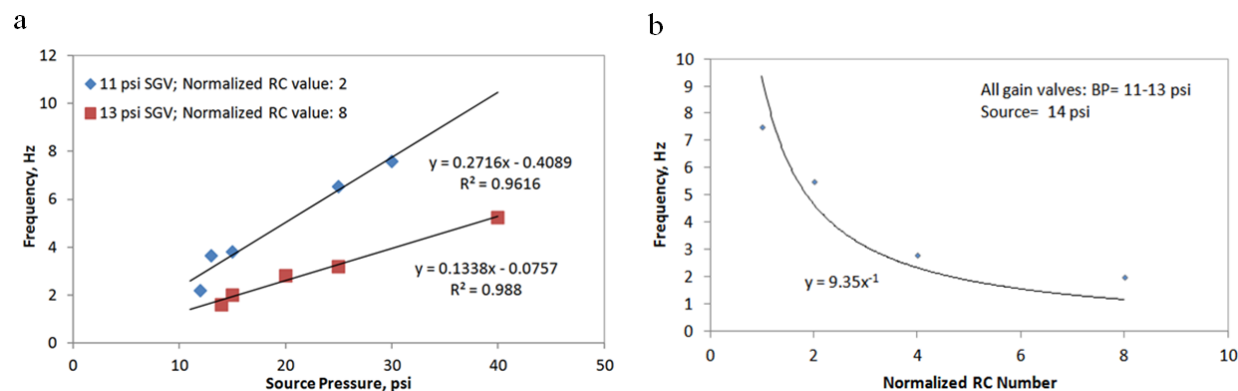 a
12
10
8
6
4
2
0
0 10 20 30 40 50
Frequency, Hz
Source Pressure, psi
11 psi SGV; Normalized RC value: 2
13 psi SGV; Normalized RC value: 8
y = 0.2716x - 0.4089
R² = 0.9616
y = 0.1338x - 0.0757
R² = 0.988
b
10
9
8
7
6
5
4
3
2
1
0
0 2 4 6 8 10
Frequency, Hz
Normalized RC Number
All gain valves: BP= 11-13 psi
Source= 14 psi
y = 9.35x⁻¹